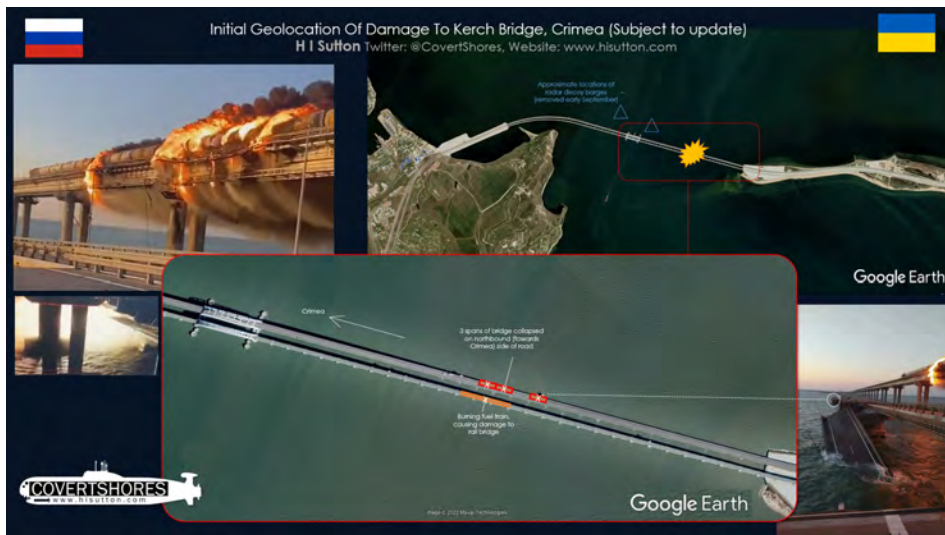 Initial Geolocation Of Damage To Kerch Bridge, Crimea (Subject to update)
H I Sutton Twitter: @CovertShores, Website: www.hisutton.com
Approximate locations of
radar decoy barges
(removed early September)
Google Earth
Crimea
3 spans of bridge collapsed
on northbound (towards
Crimea) side of road
Burning fuel train,
causing damage to
rail bridge
COVERTSHORES
www.hisutton.com
Google Earth